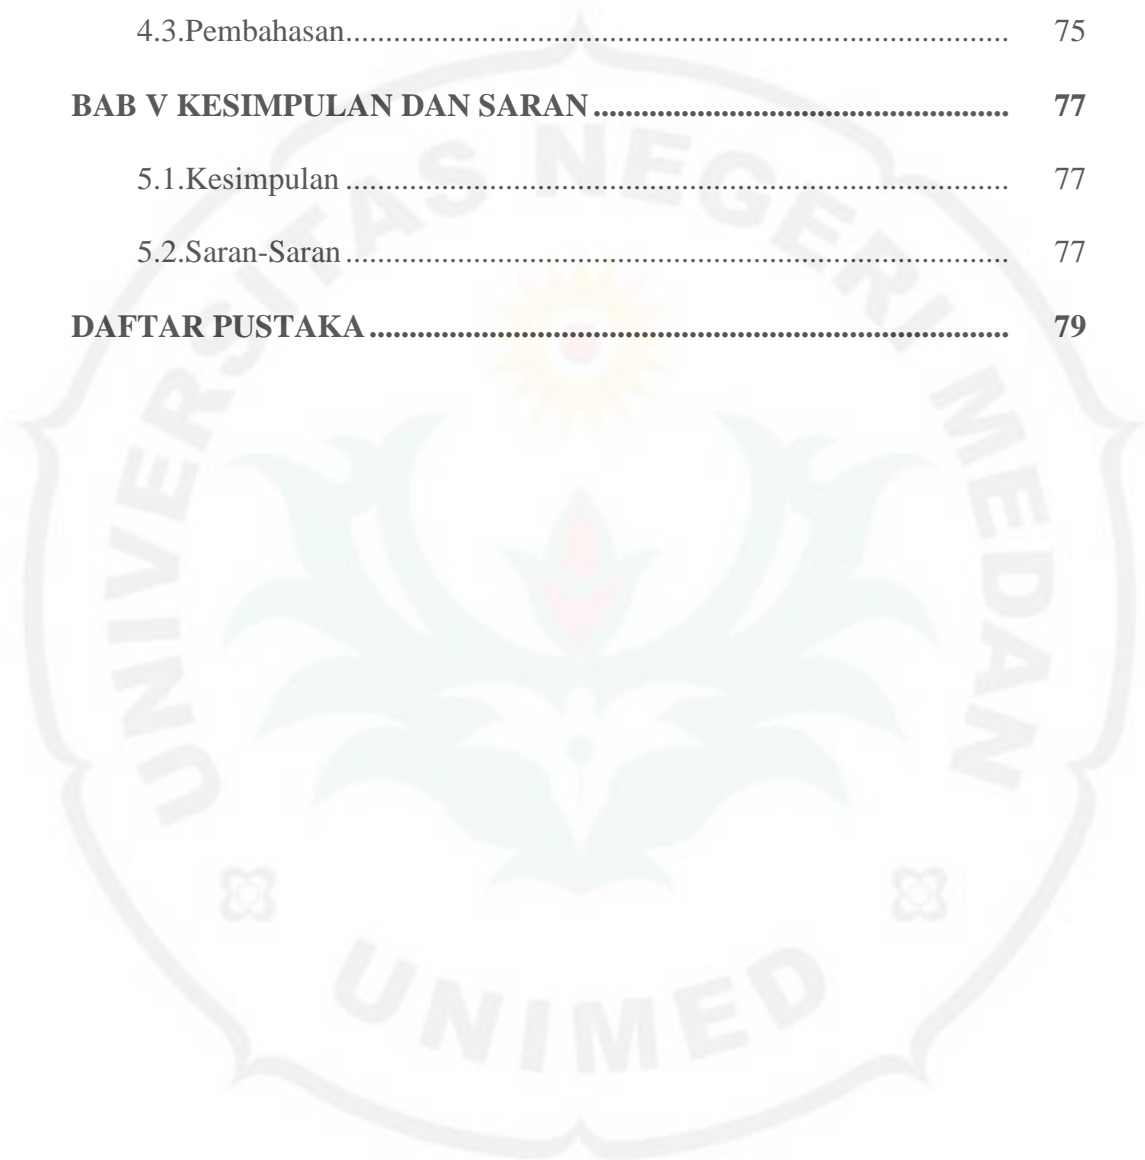 4.3.Pembahasan................................................................................... 75
BAB V KESIMPULAN DAN SARAN.................................................... 77
5.1.Kesimpulan................................................................................... 77
5.2.Saran-Saran................................................................................... 77
DAFTAR PUSTAKA................................................................................ 79
UNIVERSITAS NEGERI MEDAN
UNIMED